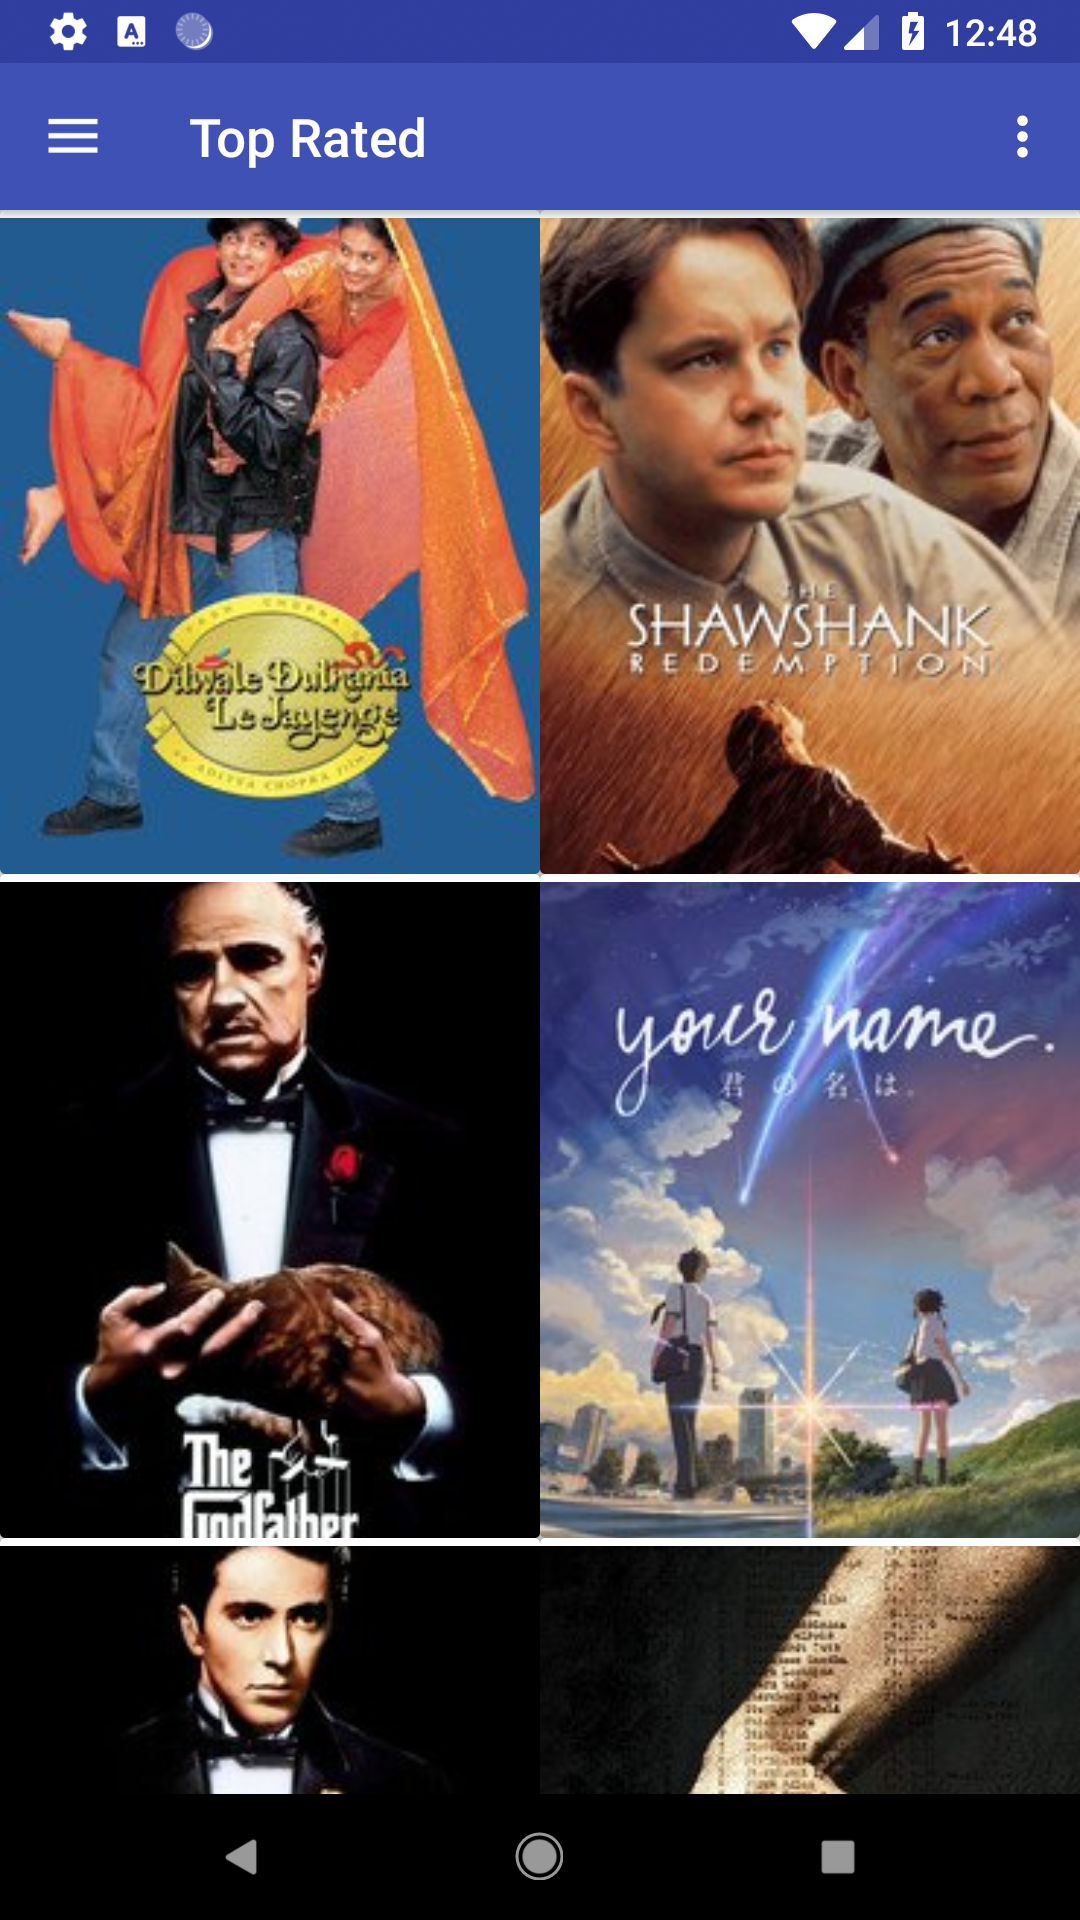 12:48
Top Rated
YASH CHOPRA
Dilwale Dulhania
Le Jayenge
AN ADITYA CHOPRA FILM
THE
SHAWSHANK
REDEMPTION
The
Godfather
your name.
君の名は。